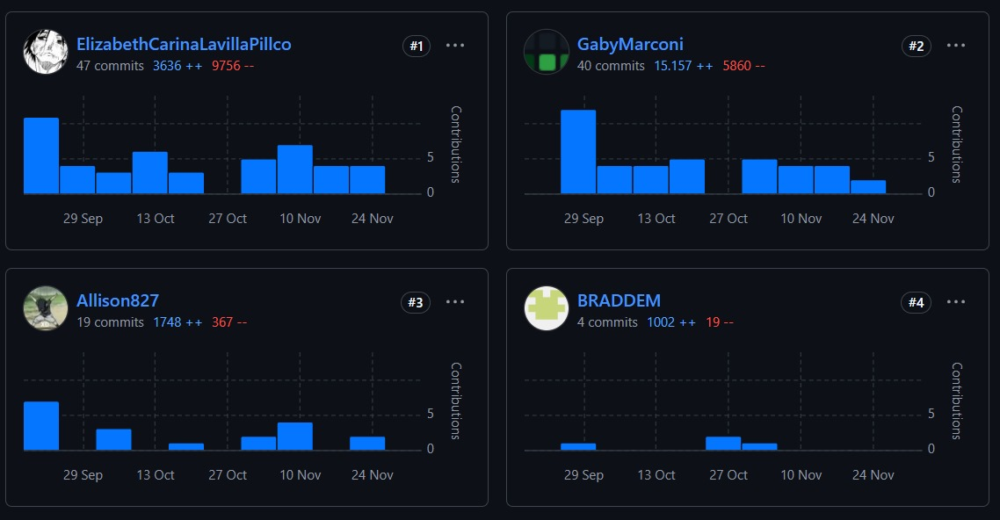 ElizabethCarinaLavillaPillco
#1
47 commits 3636 ++ 9756 --
Contributions
5
0
29 Sep 13 Oct 27 Oct 10 Nov 24 Nov
GabyMarconi
#2
40 commits 15.157 ++ 5860 --
Contributions
5
0
29 Sep 13 Oct 27 Oct 10 Nov 24 Nov
Allison827
#3
19 commits 1748 ++ 367 --
Contributions
5
0
29 Sep 13 Oct 27 Oct 10 Nov 24 Nov
BRADDEM
#4
4 commits 1002 ++ 19 --
Contributions
5
0
29 Sep 13 Oct 27 Oct 10 Nov 24 Nov